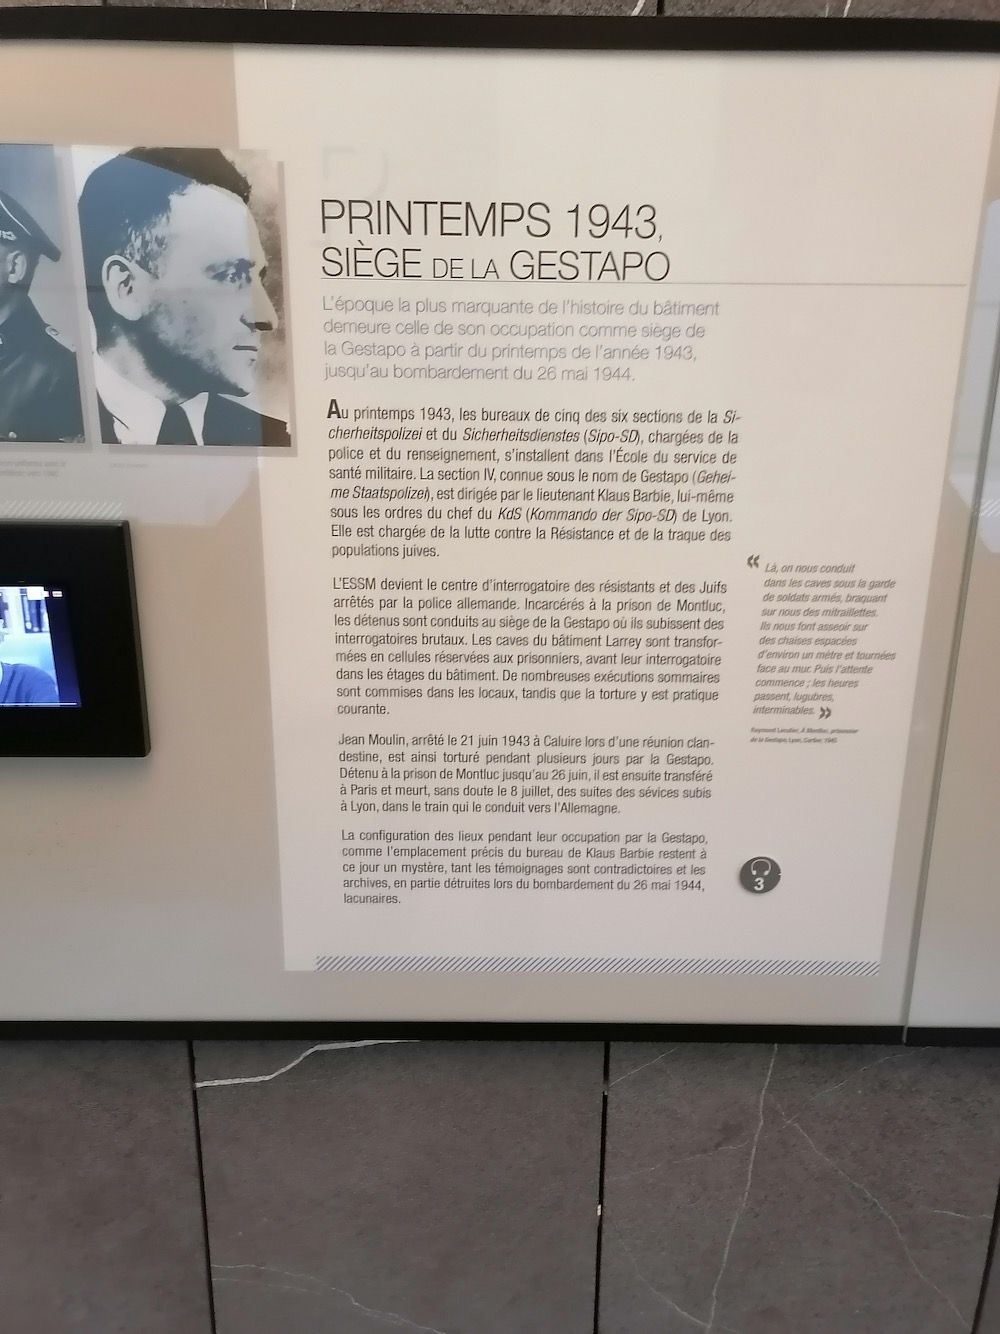 PRINTEMPS 1943,
SIÈGE DE LA GESTAPO
L'époque la plus marquante de l'histoire du bâtiment
demeure celle de son occupation comme siège de
la Gestapo à partir du printemps de l'année 1943,
jusqu'au bombardement du 26 mai 1944.
Au printemps 1943, les bureaux de cinq des six sections de la Si-
cherheitspolizei et du Sicherheitsdienstes (Sipo-SD), chargées de la
police et du renseignement, s'installent dans l'École du service de
santé militaire. La section IV, connue sous le nom de Gestapo (Gehei-
me Staatspolizei), est dirigée par le lieutenant Klaus Barbie, lui-même
sous les ordres du chef du KdS (Kommando der Sipo-SD) de Lyon.
Elle est chargée de la lutte contre la Résistance et de la traque des
populations juives.
L'ESSM devient le centre d'interrogatoire des résistants et des Juifs
arrêtés par la police allemande. Incarcérés à la prison de Montluc,
les détenus sont conduits au siège de la Gestapo où ils subissent des
interrogatoires brutaux. Les caves du bâtiment Larrey sont transfor-
mées en cellules réservées aux prisonniers, avant leur interrogatoire
dans les étages du bâtiment. De nombreuses exécutions sommaires
sont commises dans les locaux, tandis que la torture y est pratique
courante.
Jean Moulin, arrêté le 21 juin 1943 à Caluire lors d'une réunion clan-
destine, est ainsi torturé pendant plusieurs jours par la Gestapo.
Détenu à la prison de Montluc jusqu'au 26 juin, il est ensuite transféré
à Paris et meurt, sans doute le 8 juillet, des suites des sévices subis
à Lyon, dans le train qui le conduit vers l'Allemagne.
La configuration des lieux pendant leur occupation par la Gestapo,
comme l'emplacement précis du bureau de Klaus Barbie restent à
ce jour un mystère, tant les témoignages sont contradictoires et les
archives, en partie détruites lors du bombardement du 26 mai 1944,
lacunaires.
« Là, on nous conduit
dans les caves sous la garde
de soldats armés, braquant
sur nous des mitraillettes.
Ils nous font asseoir sur
des chaises espacées
d'environ un mètre et tournées
face au mur. Puis l'attente
commence ; les heures
passent, lugubres,
interminables. »
3